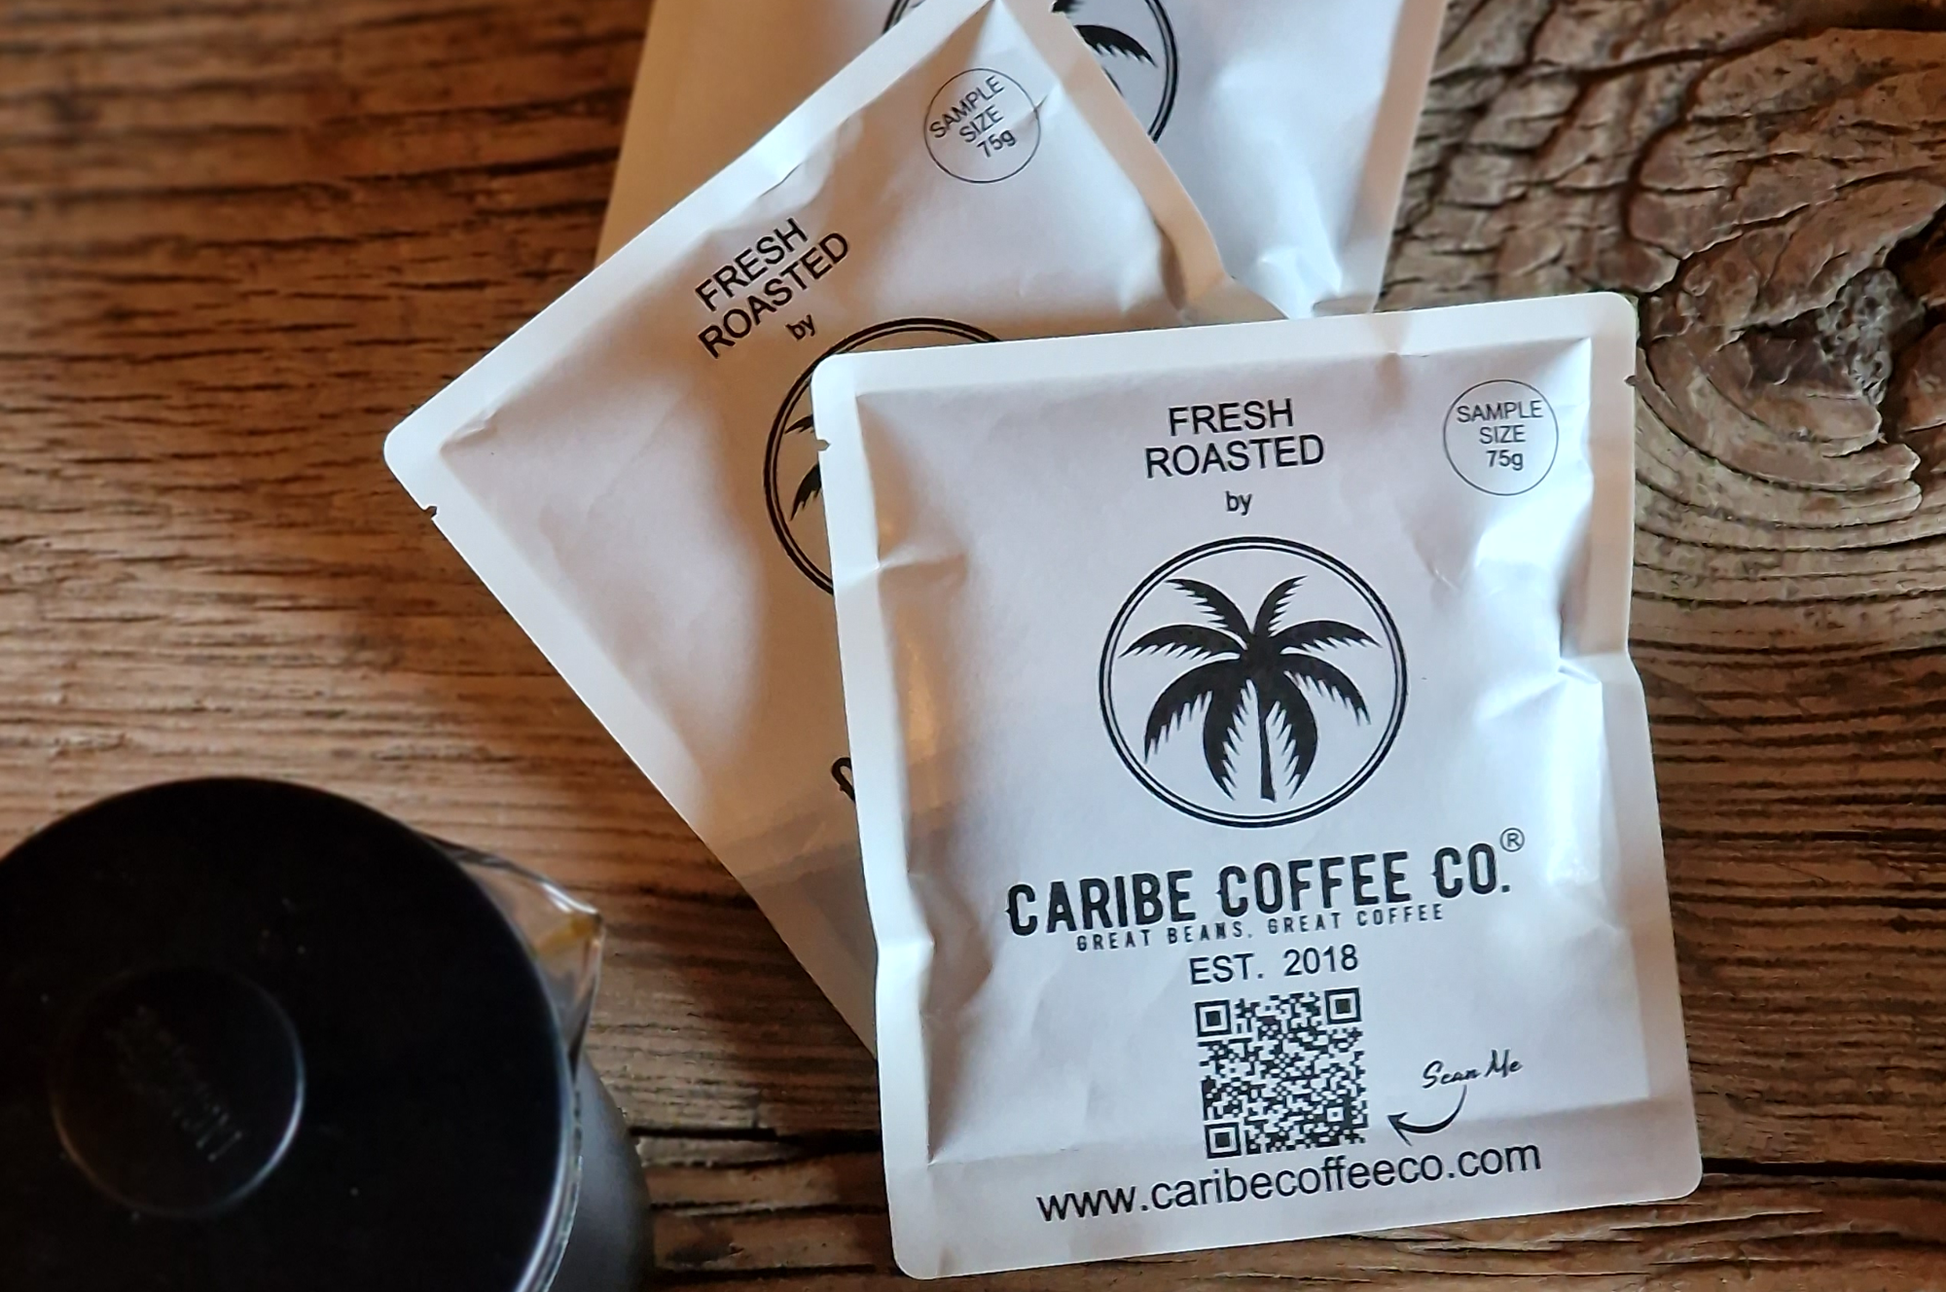 SAMPLE
SIZE
75g
FRESH
ROASTED
by
FRESH
ROASTED
by
SAMPLE
SIZE
75g
CARIBE COFFEE CO.®
GREAT BEANS. GREAT COFFEE
EST. 2018
Scan Me
www.caribecoffeeco.com